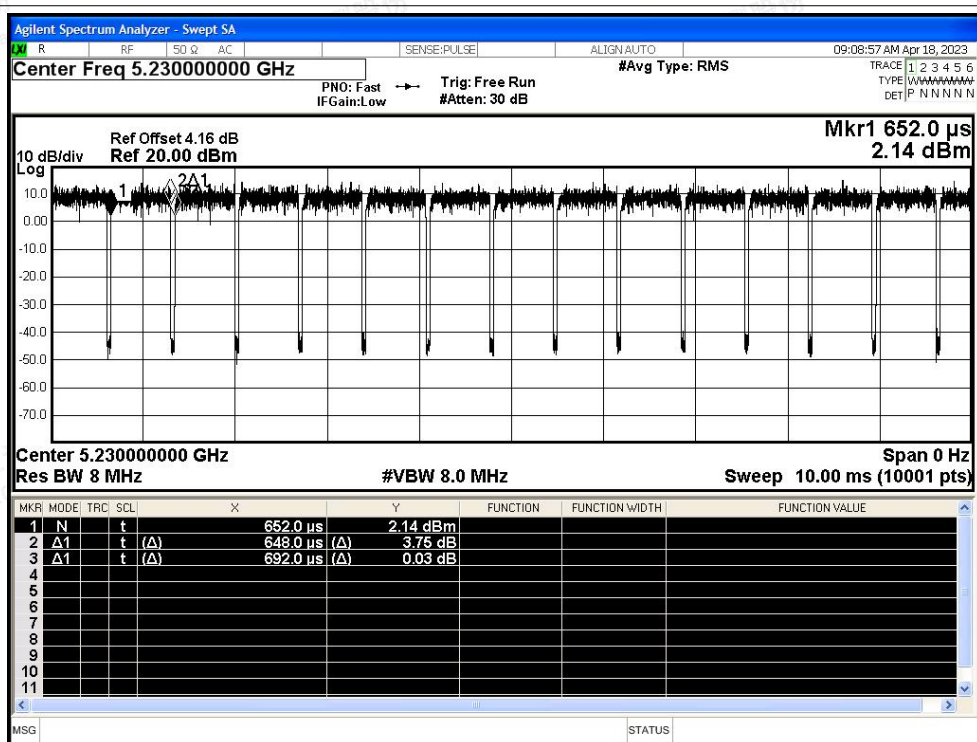 Agilent Spectrum Analyzer - Swept SA
LXI R RF 50 Ω AC SENSE:PULSE ALIGN AUTO 09:08:57 AM Apr 18, 2023
Center Freq 5.230000000 GHz #Avg Type: RMS TRACE 1 2 3 4 5 6
PNO: Fast Trig: Free Run TYPE WWWWWW
IFGain:Low #Atten: 30 dB DET P N N N N N
Mkr1 652.0 µs
Ref Offset 4.16 dB
10 dB/div Ref 20.00 dBm 2.14 dBm
Log
1 2Δ1
10.0
0.00
-10.0
-20.0
-30.0
-40.0
-50.0
-60.0
-70.0
Center 5.230000000 GHz Span 0 Hz
Res BW 8 MHz #VBW 8.0 MHz Sweep 10.00 ms (10001 pts)
MKR MODE TRC SCL X Y FUNCTION FUNCTION WIDTH FUNCTION VALUE
1 N t 652.0 µs 2.14 dBm
2 Δ1 t (Δ) 648.0 µs (Δ) 3.75 dB
3 Δ1 t (Δ) 692.0 µs (Δ) 0.03 dB
4
5
6
7
8
9
10
11
MSG STATUS